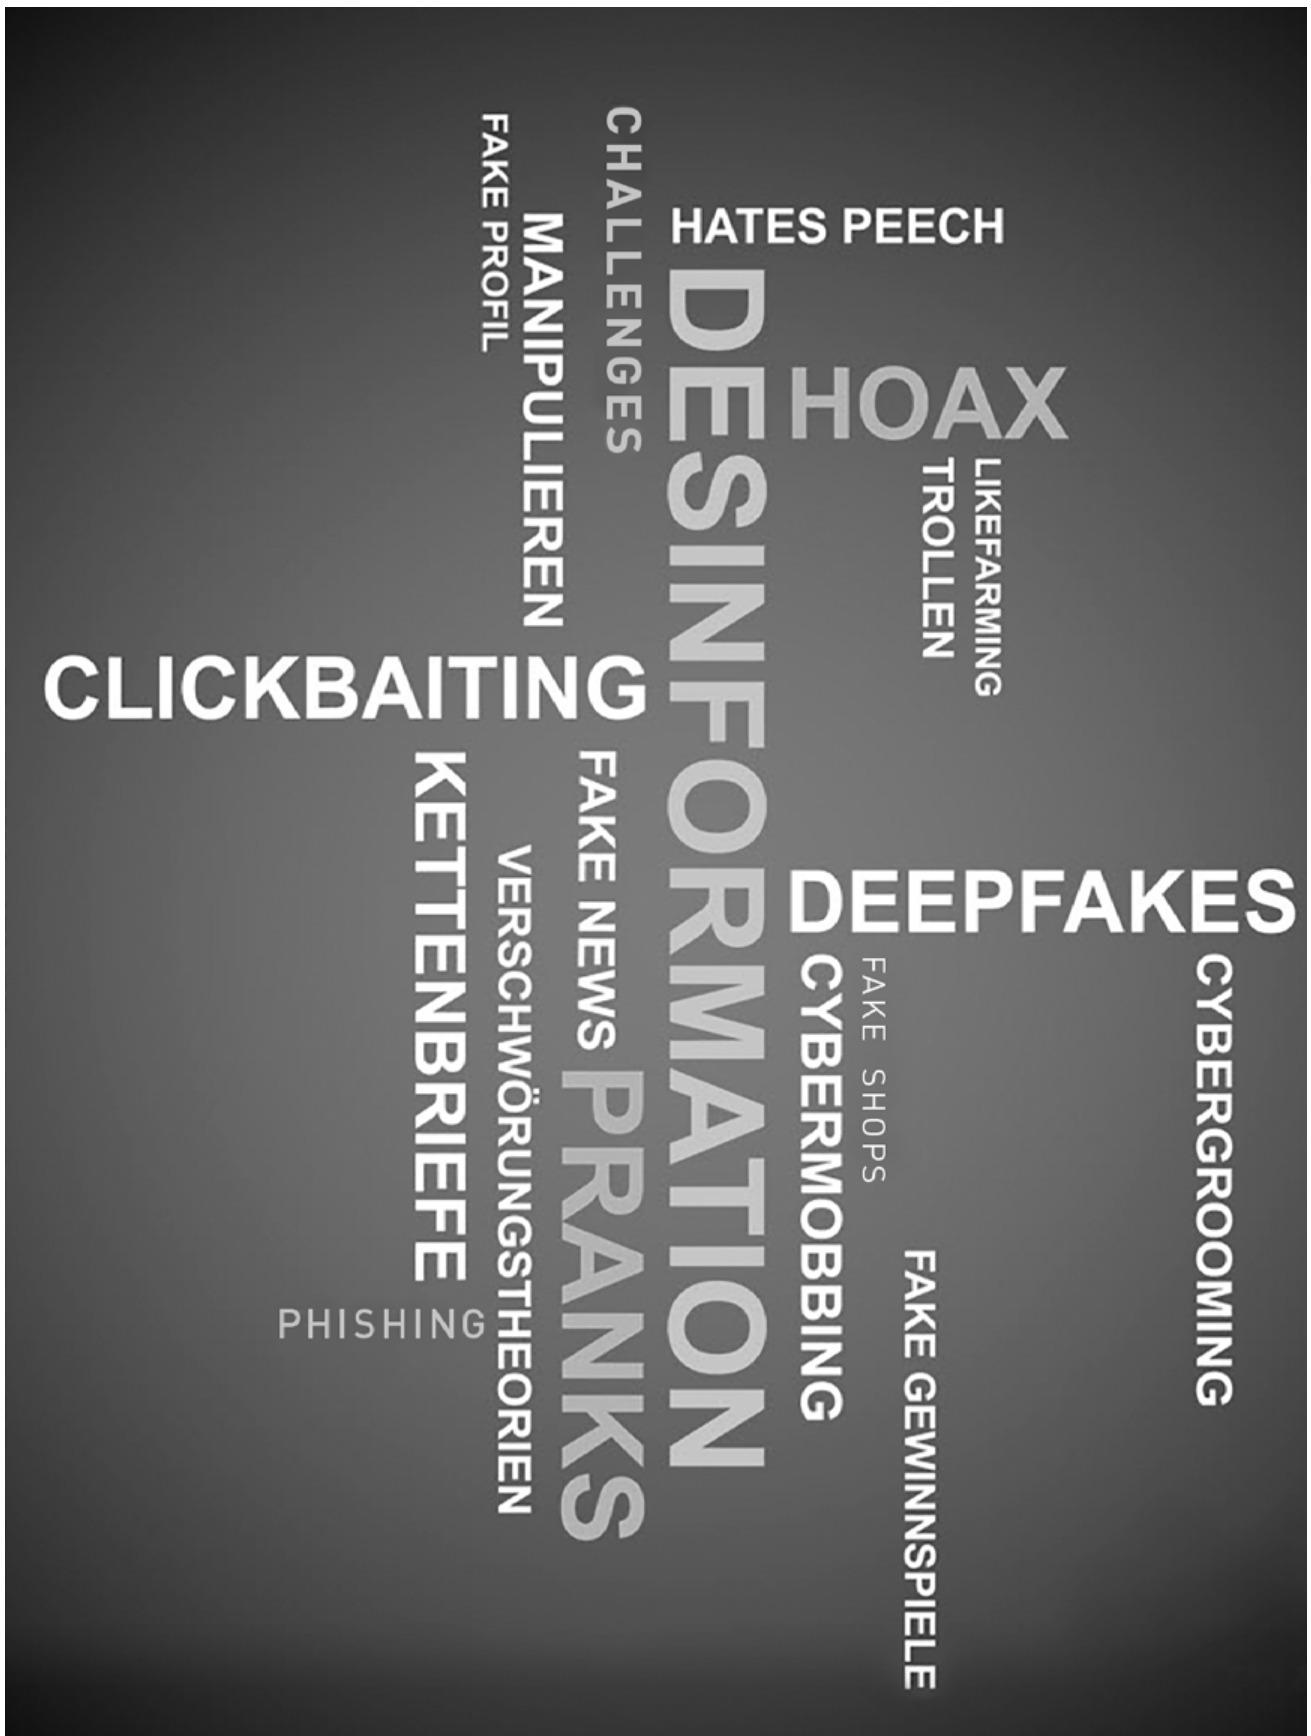 FAKE PROFIL
MANIPULIEREN
CHALLENGES
HATES PEECH
DESINFORMATION
HOAX
TROLLEN
LIKEFARMING
CLICKBAITING
KETTENBRIEFE
VERSCHWÖRUNGSTHEORIEN
FAKE NEWS
PRANKS
PHISHING
DEEPFAKES
CYBERMOBBING
FAKE SHOPS
FAKE GEWINNSPIELE
CYBERGROOMING